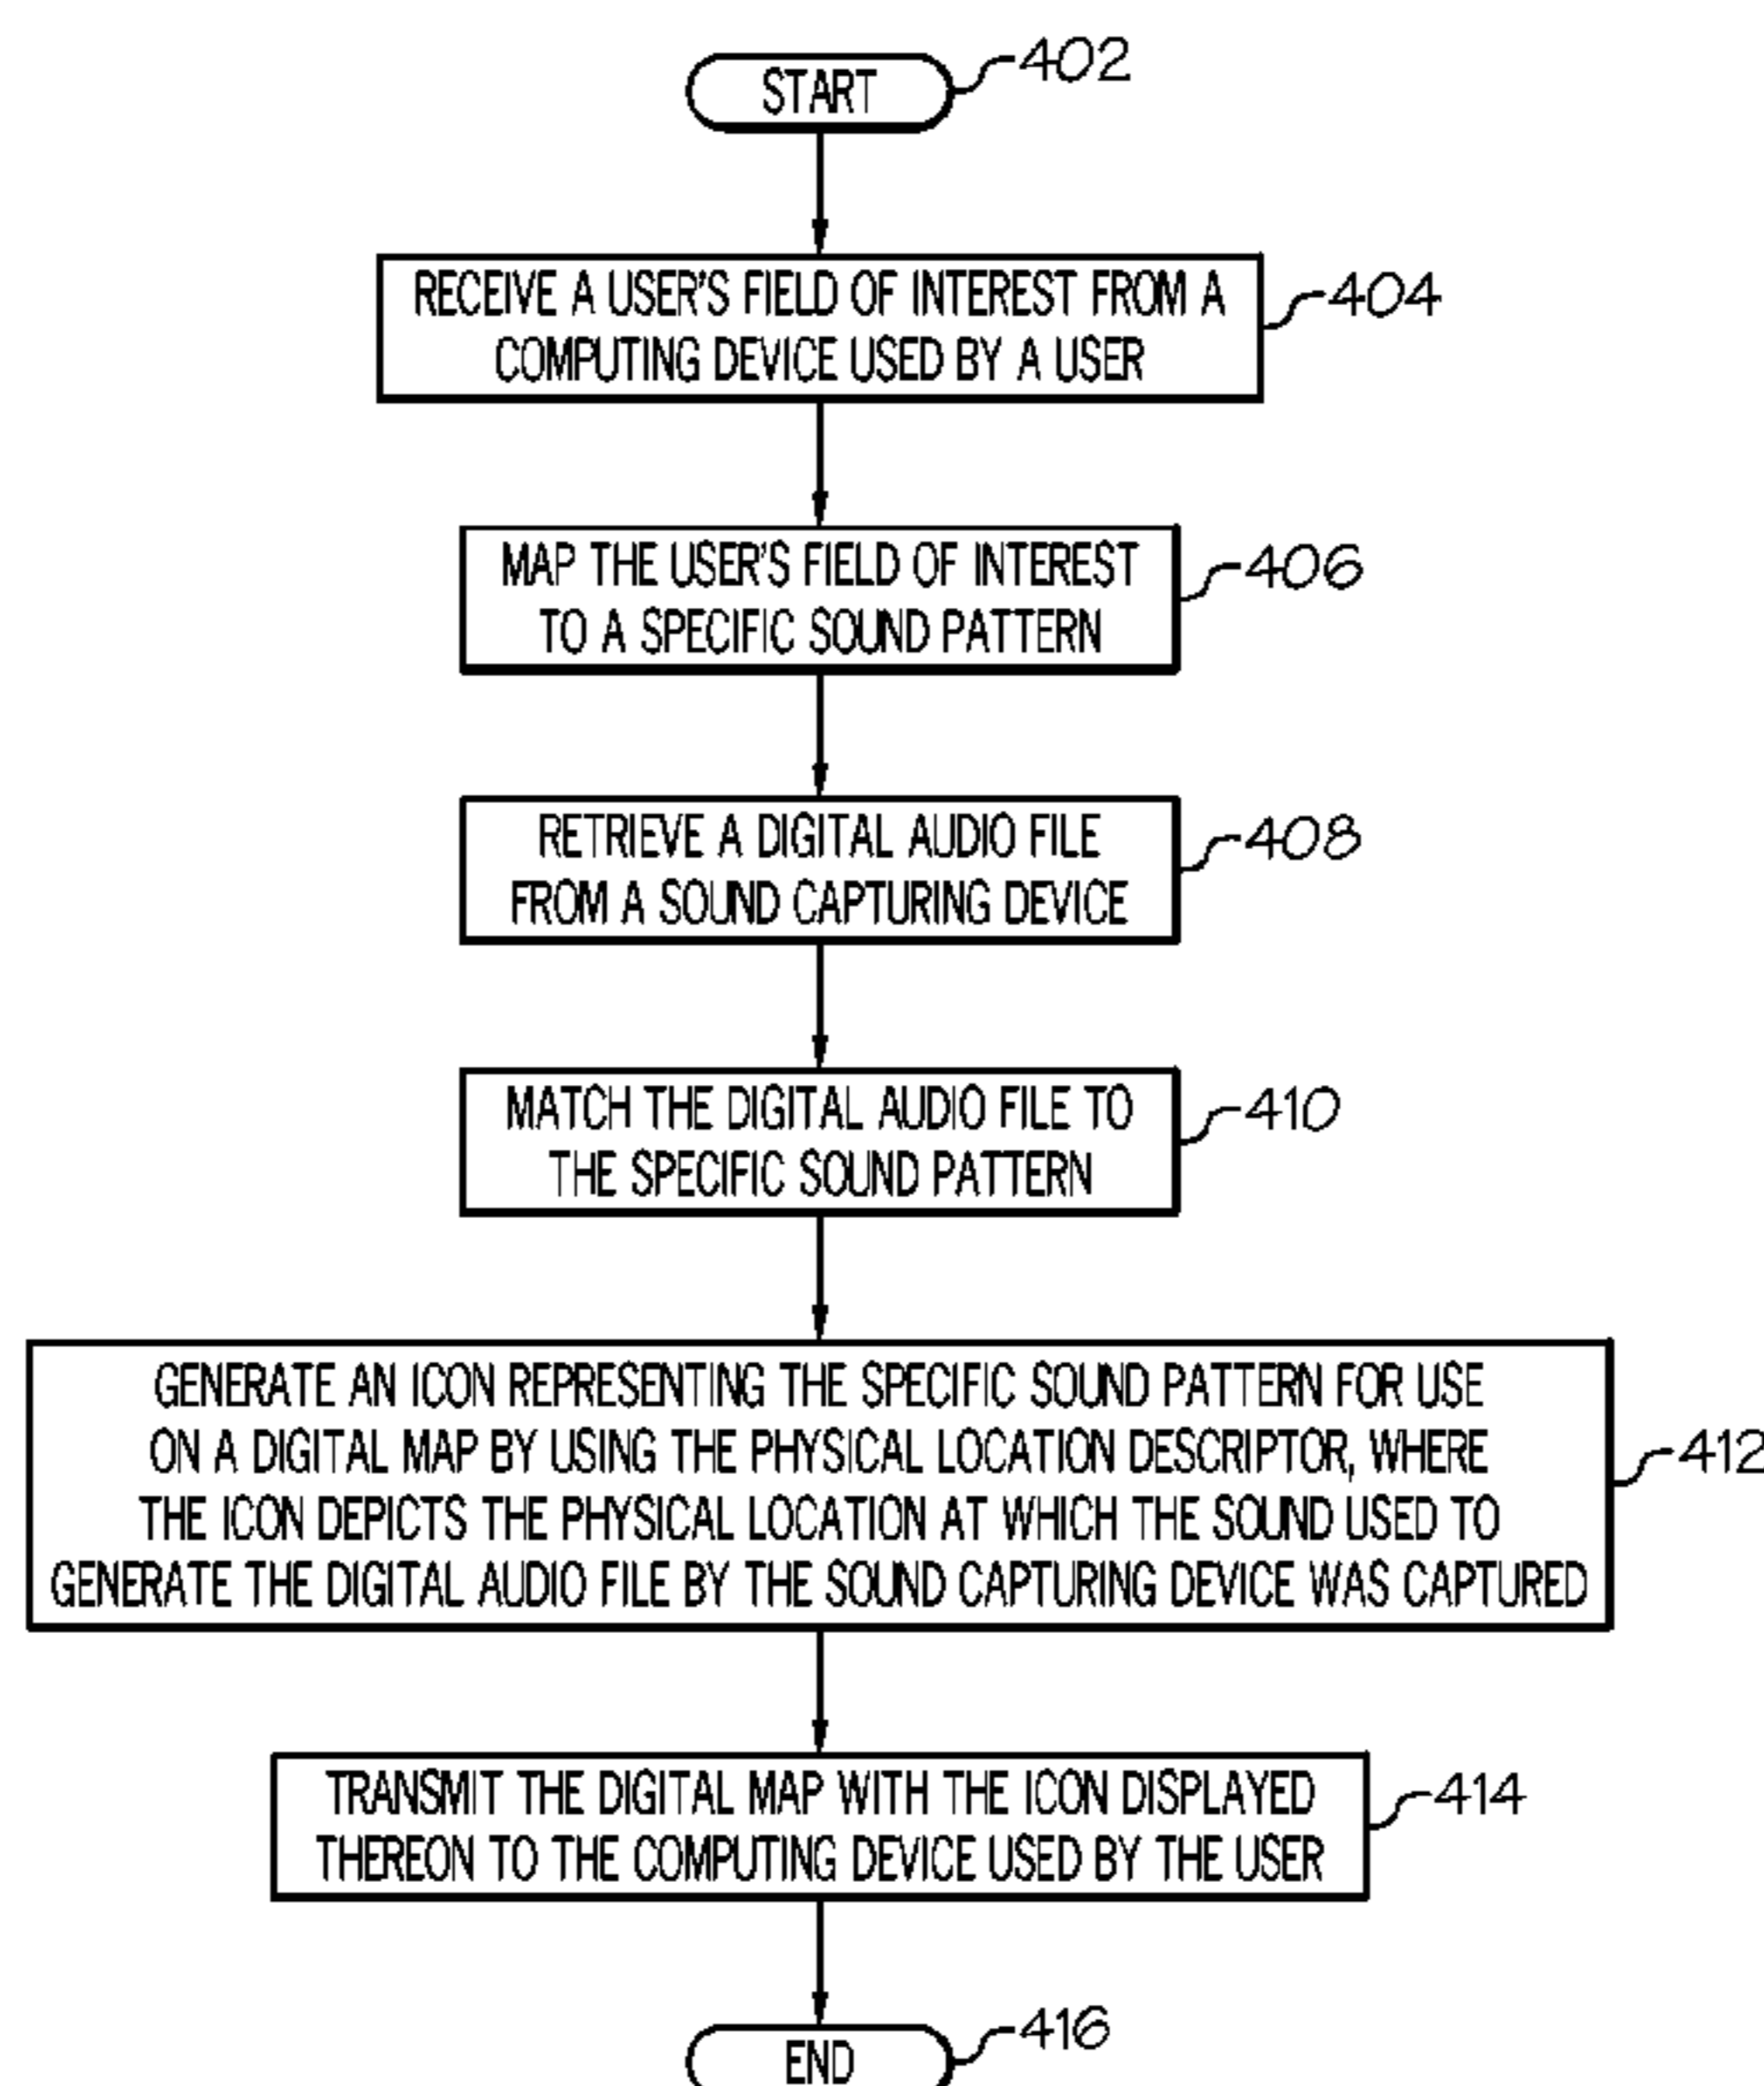 START
402
RECEIVE A USER'S FIELD OF INTEREST FROM A
COMPUTING DEVICE USED BY A USER
404
MAP THE USER'S FIELD OF INTEREST
TO A SPECIFIC SOUND PATTERN
406
RETRIEVE A DIGITAL AUDIO FILE
FROM A SOUND CAPTURING DEVICE
408
MATCH THE DIGITAL AUDIO FILE TO
THE SPECIFIC SOUND PATTERN
410
GENERATE AN ICON REPRESENTING THE SPECIFIC SOUND PATTERN FOR USE
ON A DIGITAL MAP BY USING THE PHYSICAL LOCATION DESCRIPTOR, WHERE
THE ICON DEPICTS THE PHYSICAL LOCATION AT WHICH THE SOUND USED TO
GENERATE THE DIGITAL AUDIO FILE BY THE SOUND CAPTURING DEVICE WAS CAPTURED
412
TRANSMIT THE DIGITAL MAP WITH THE ICON DISPLAYED
THEREON TO THE COMPUTING DEVICE USED BY THE USER
414
END
416